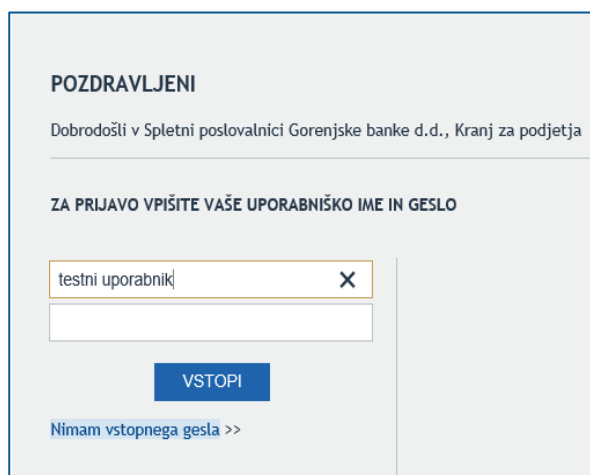 POZDRAVLJENI
Dobrodošli v Spletni poslovalnici Gorenjske banke d.d., Kranj za podjetja
ZA PRIJAVO VPIŠITE VAŠE UPORABNIŠKO IME IN GESLO
testni uporabnik
VSTOPI
Nimam vstopnega gesla >>